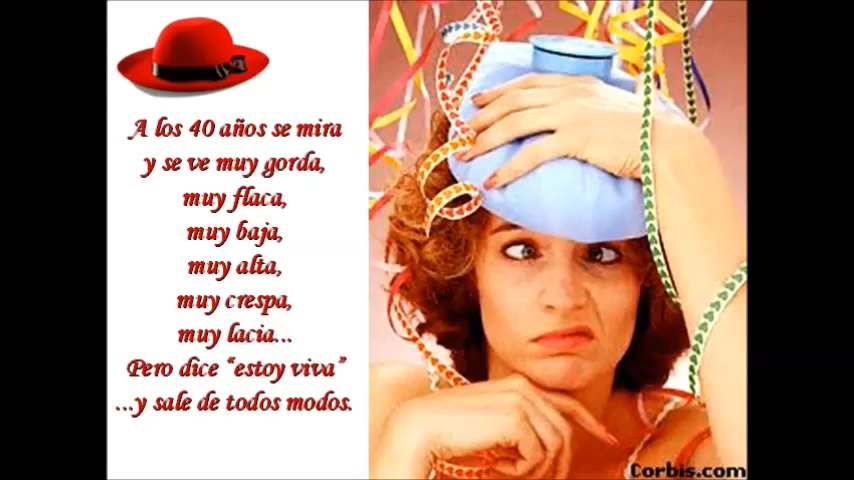 A los 40 años se mira
y se ve muy gorda,
muy flaca,
muy baja,
muy alta,
muy crespa,
muy lacia...
Pero dice “estoy viva”
...y sale de todos modos.
Corbis.com